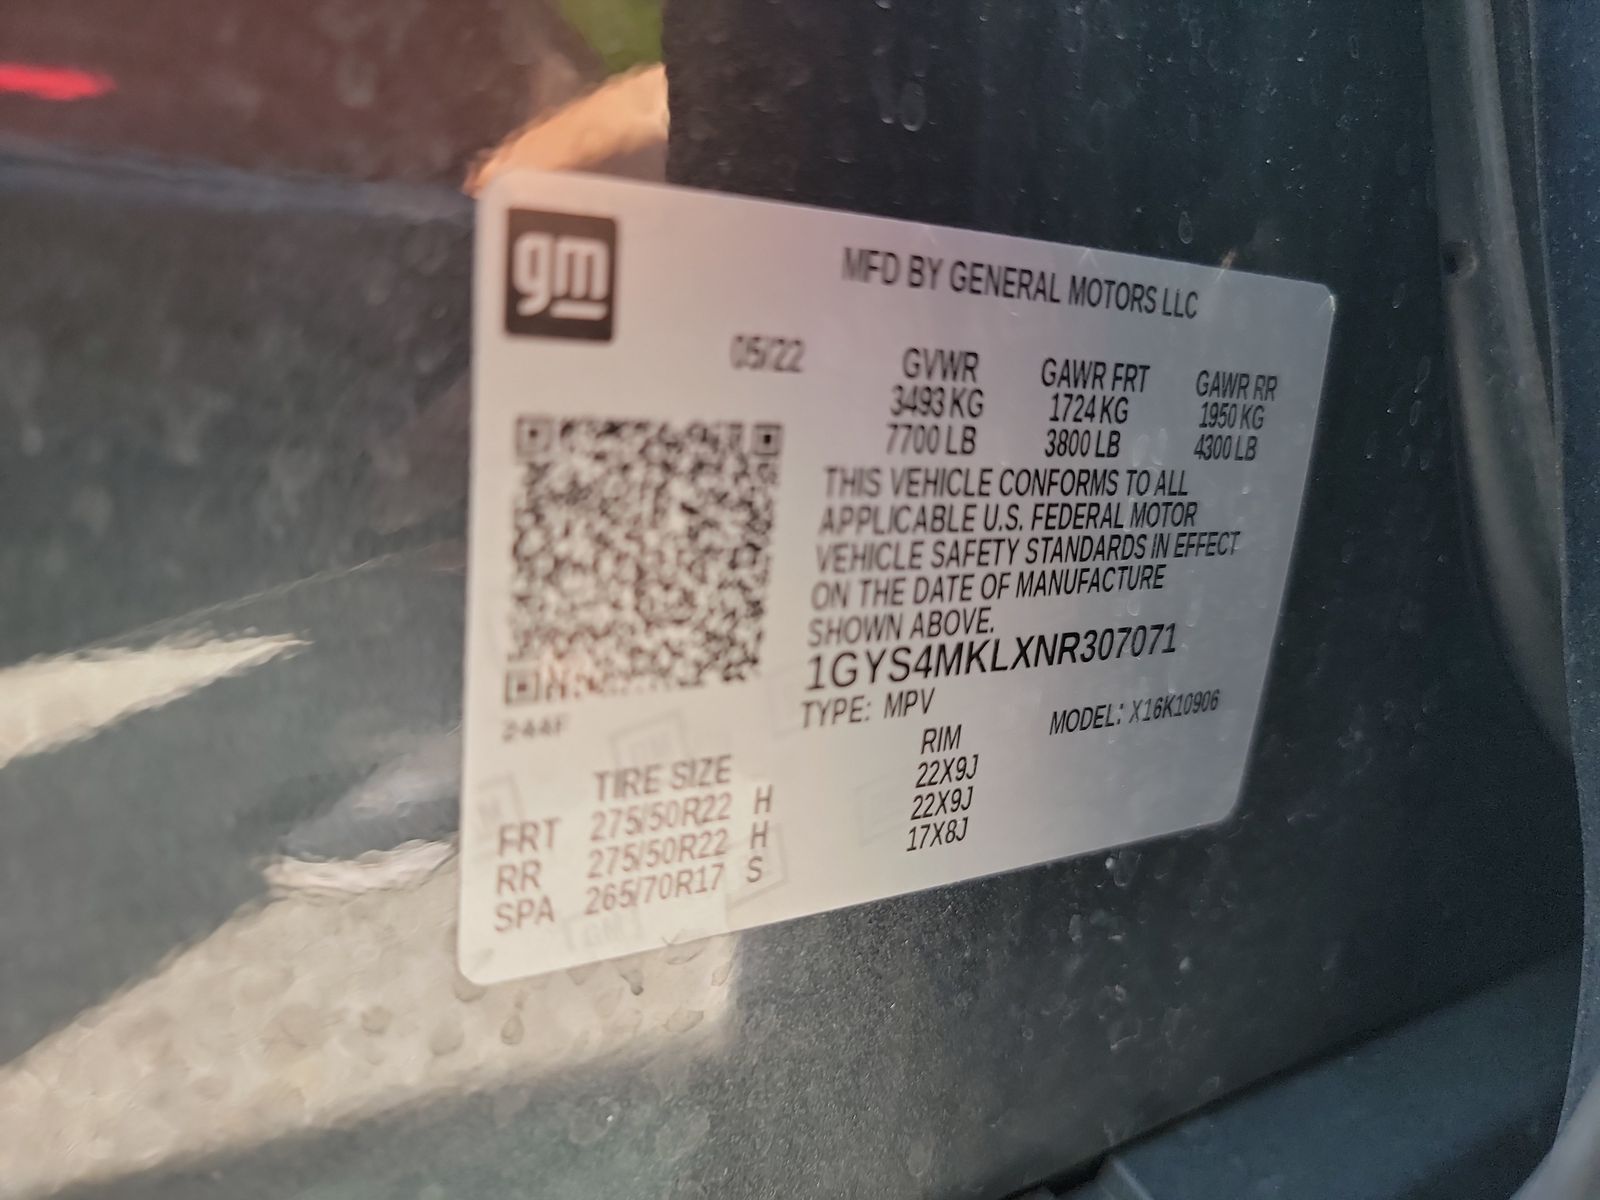 gm
MFD BY GENERAL MOTORS LLC
05/22 GVWR GAWR FRT GAWR RR
3493 KG 1724 KG 1950 KG
7700 LB 3800 LB 4300 LB
THIS VEHICLE CONFORMS TO ALL
APPLICABLE U.S. FEDERAL MOTOR
VEHICLE SAFETY STANDARDS IN EFFECT
ON THE DATE OF MANUFACTURE
SHOWN ABOVE.
1GYS4MKLXNR307071
244F
TYPE: MPV MODEL: X16K10906
TIRE SIZE RIM
FRT 275/50R22 H 22X9J
RR 275/50R22 H 22X9J
SPA 265/70R17 S 17X8J